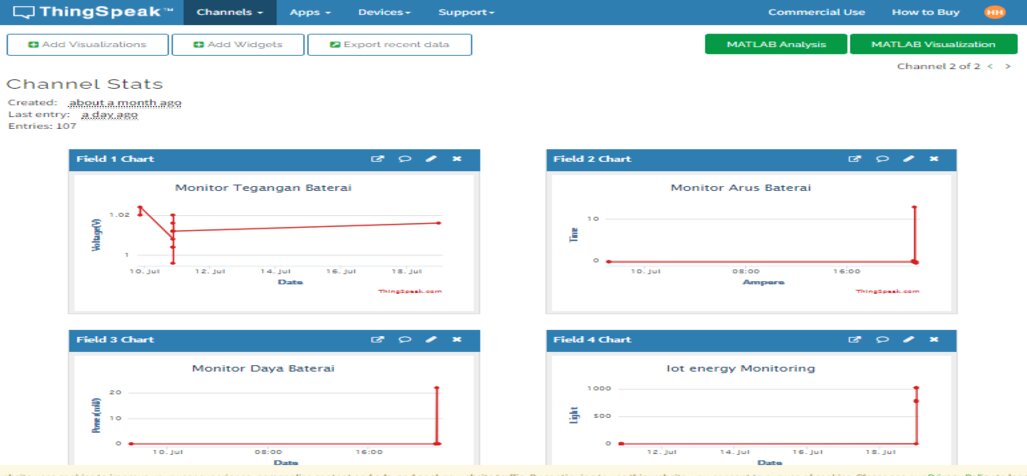 ThingSpeak™ Channels Apps Devices Support Commercial Use How to Buy HH
Add Visualizations Add Widgets Export recent data MATLAB Analysis MATLAB Visualization
Channel 2 of 2 < >
Channel Stats
Created: about a month ago
Last entry: a day ago
Entries: 107
Field 1 Chart
Monitor Tegangan Baterai
Voltage(V)
1.02
1
10. Jul 12. Jul 14. Jul 16. Jul 18. Jul
Date
ThingSpeak.com
Field 2 Chart
Monitor Arus Baterai
Time
10
0
10. Jul 08:00 16:00
Ampere
ThingSpeak.com
Field 3 Chart
Monitor Daya Baterai
Power(mW)
20
10
0
10. Jul 08:00 16:00
Date
Field 4 Chart
Iot energy Monitoring
Light
1000
500
0
12. Jul 14. Jul 16. Jul 18. Jul
Date